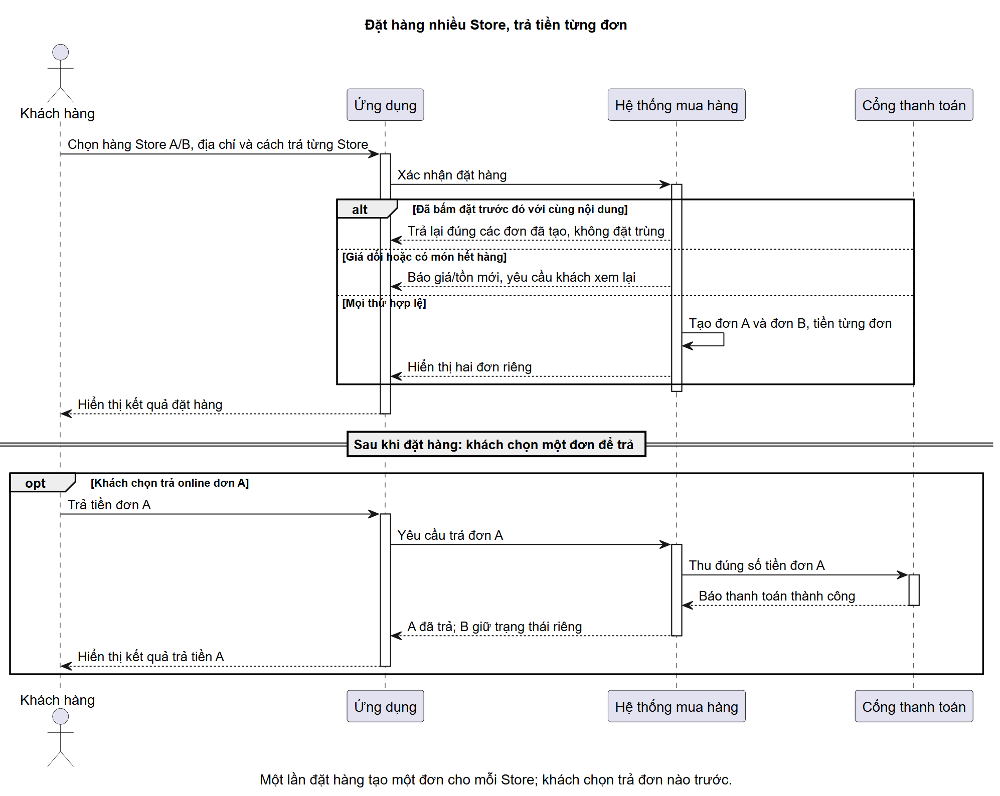 Đặt hàng nhiều Store, trả tiền từng đơn
Khách hàng
Ứng dụng
Hệ thống mua hàng
Cổng thanh toán
Chọn hàng Store A/B, địa chỉ và cách trả từng Store
Xác nhận đặt hàng
alt
[Đã bấm đặt trước đó với cùng nội dung]
Trả lại đúng các đơn đã tạo, không đặt trùng
[Giá đổi hoặc có món hết hàng]
Báo giá/tồn mới, yêu cầu khách xem lại
[Mọi thứ hợp lệ]
Tạo đơn A và đơn B, tiền từng đơn
Hiển thị hai đơn riêng
Hiển thị kết quả đặt hàng
Sau khi đặt hàng: khách chọn một đơn để trả
opt
[Khách chọn trả online đơn A]
Trả tiền đơn A
Yêu cầu trả đơn A
Thu đúng số tiền đơn A
Báo thanh toán thành công
A đã trả; B giữ trạng thái riêng
Hiển thị kết quả trả tiền A
Khách hàng
Ứng dụng
Hệ thống mua hàng
Cổng thanh toán
Một lần đặt hàng tạo một đơn cho mỗi Store; khách chọn trả đơn nào trước.